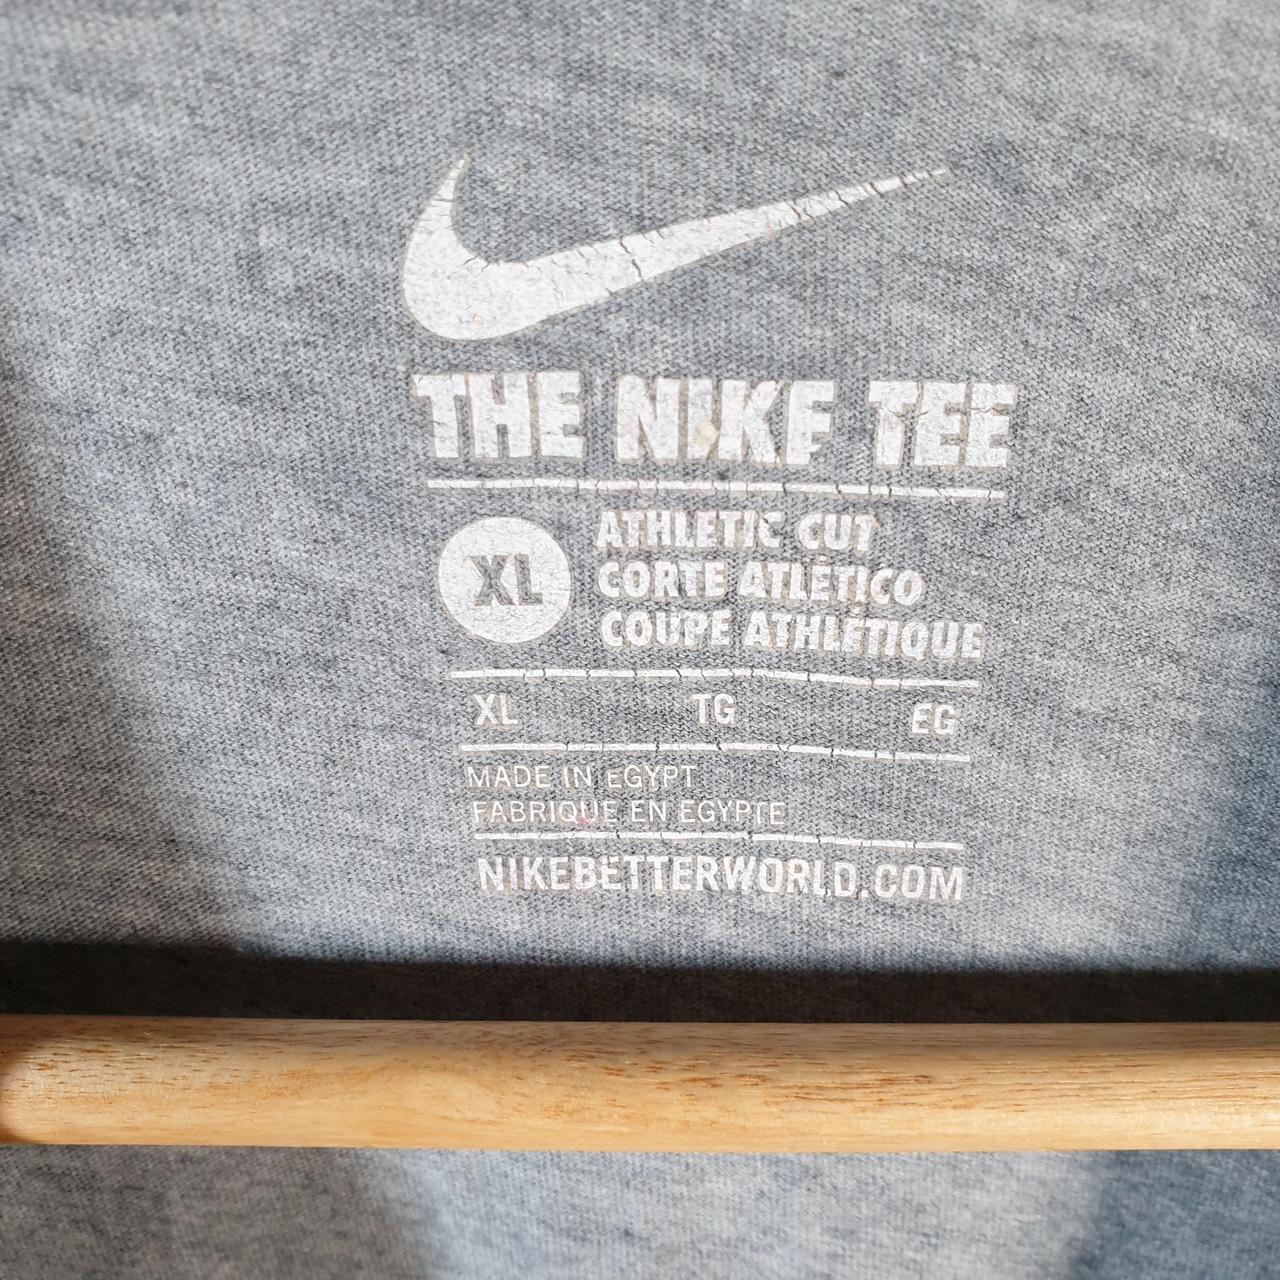 THE NIKE TEE
XL
ATHLETIC CUT
CORTE ATLÉTICO
COUPE ATHLÉTIQUE
XL TG EG
MADE IN EGYPT
FABRIQUE EN EGYPTE
NIKEBETTERWORLD.COM